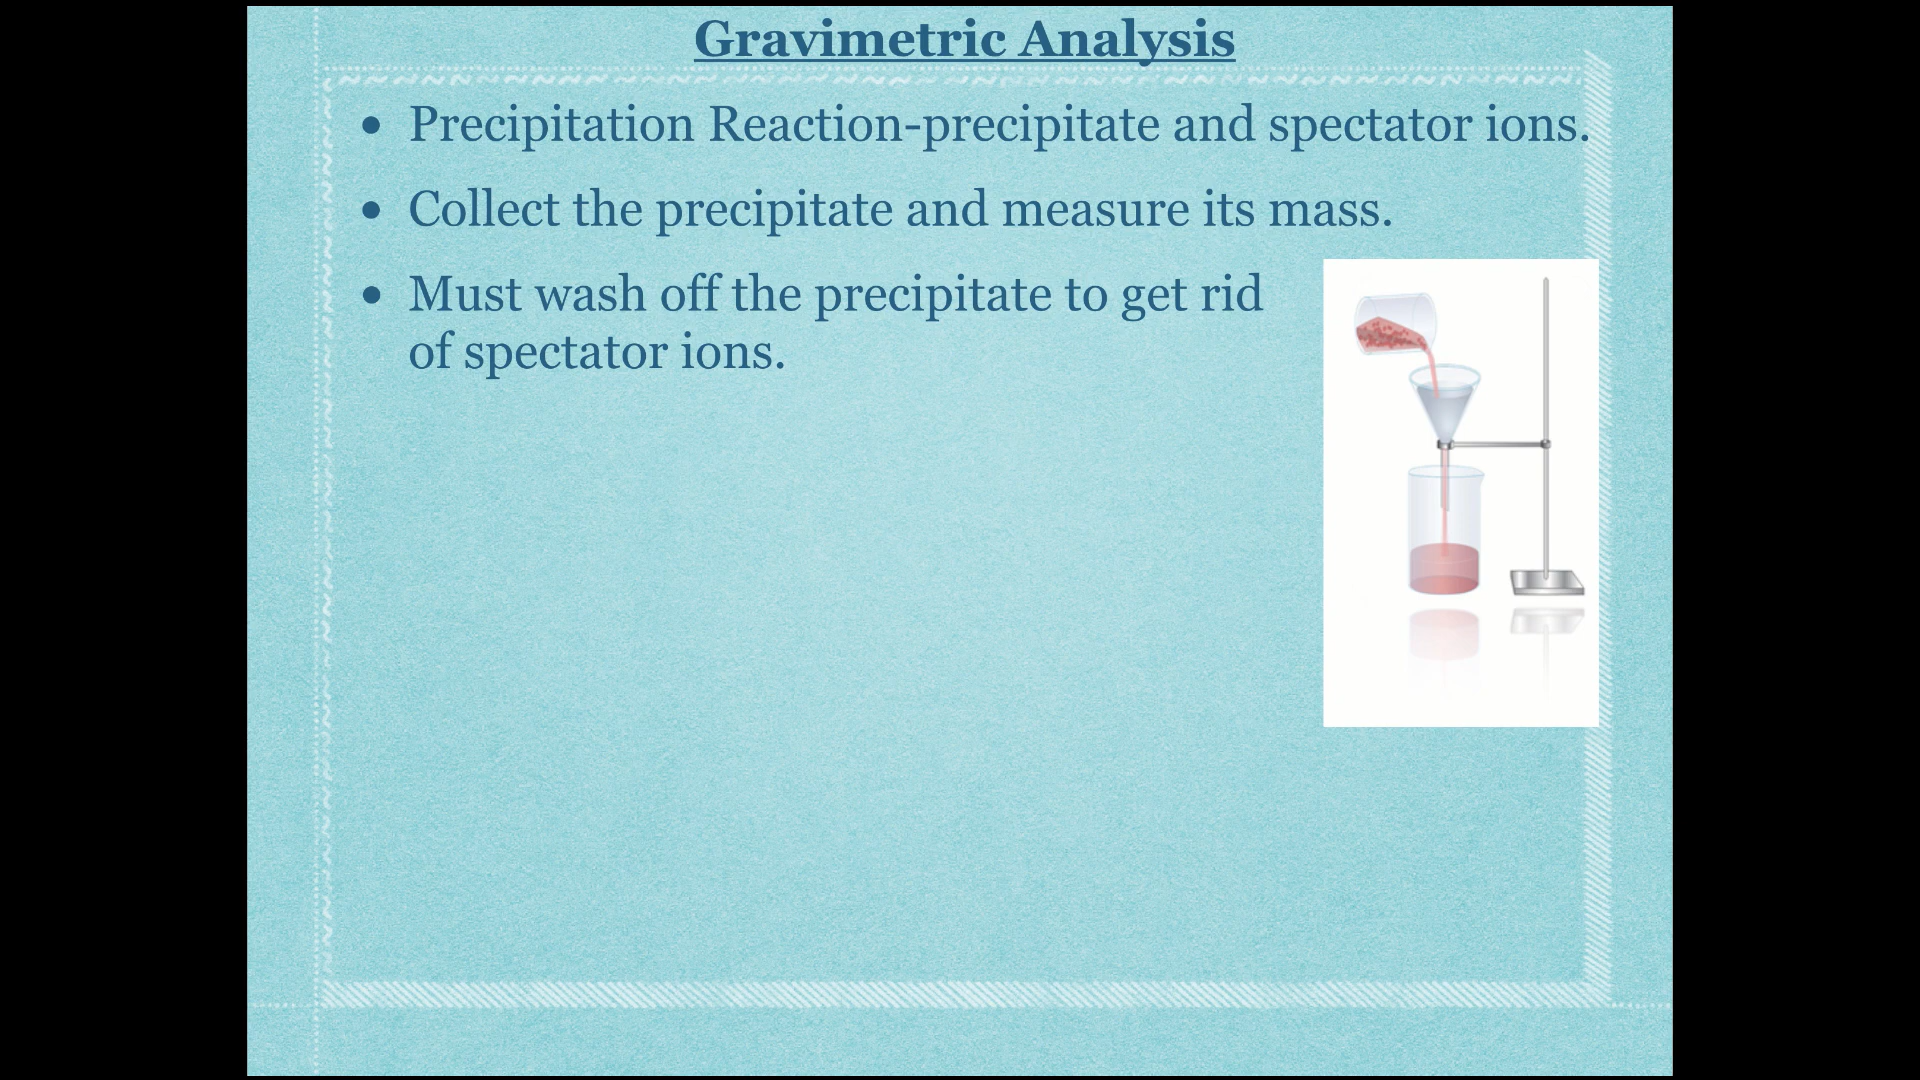 Gravimetric Analysis
• Precipitation Reaction-precipitate and spectator ions.
• Collect the precipitate and measure its mass.
• Must wash off the precipitate to get rid
of spectator ions.